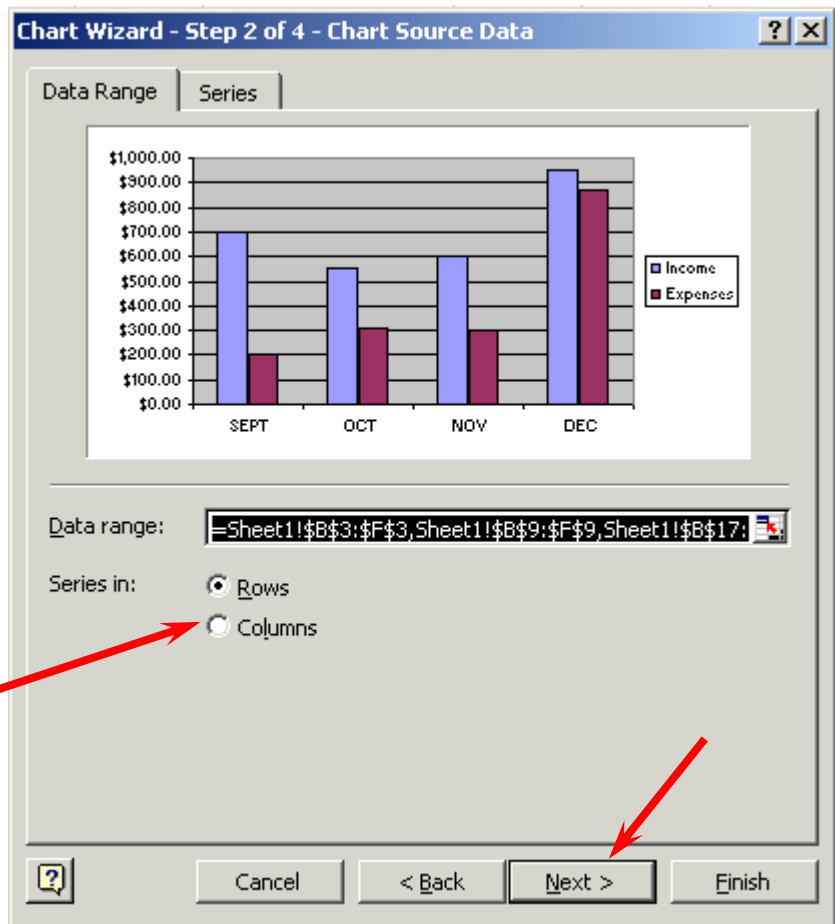 Chart Wizard - Step 2 of 4 - Chart Source Data
Data Range
Series
$1,000.00
$900.00
$800.00
$700.00
$600.00
$500.00
$400.00
$300.00
$200.00
$100.00
$0.00
SEPT OCT NOV DEC
Income
Expenses
Data range: =Sheet1!$B$3:$F$3,Sheet1!$B$9:$F$9,Sheet1!$B$17:
Series in: Rows
Columns
Cancel < Back Next > Finish